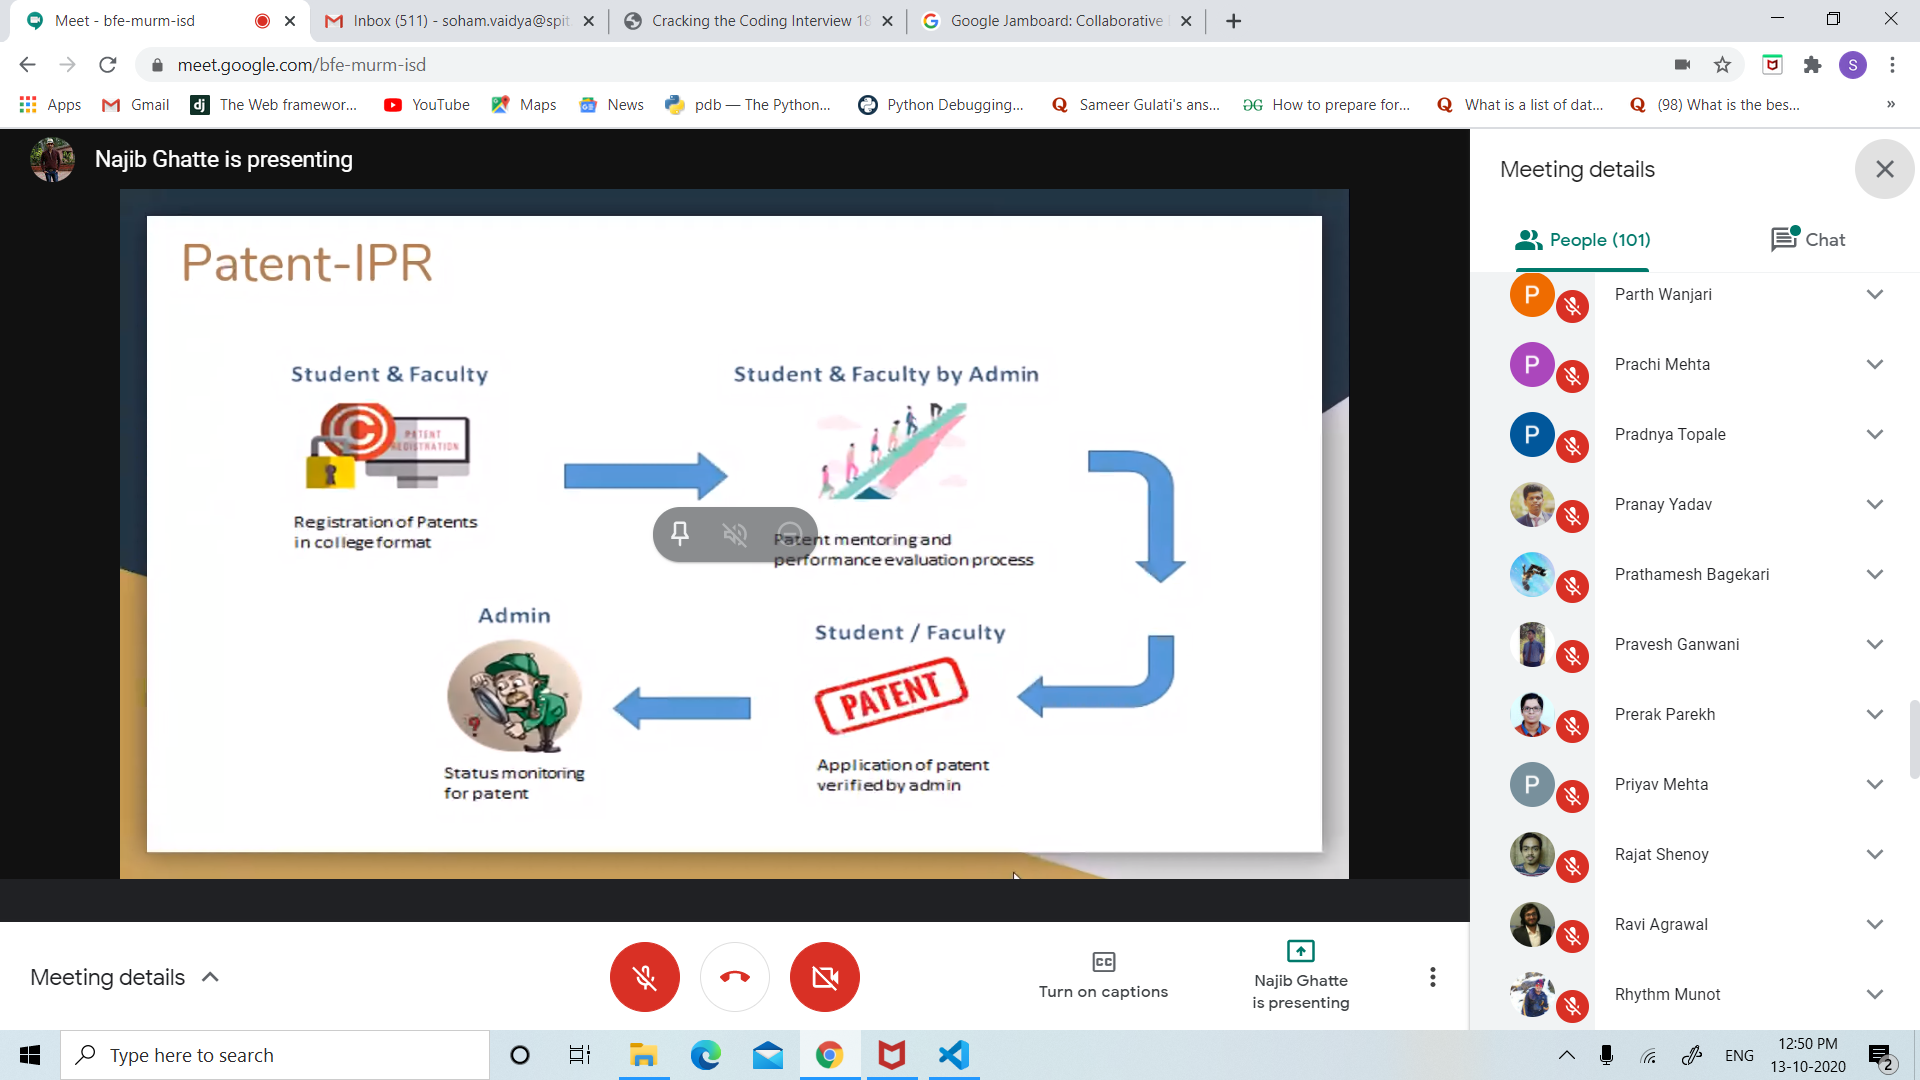 Meet - bfe-murm-isd
Inbox (511) - soham.vaidya@spit.
Cracking the Coding Interview 18
Google Jamboard: Collaborative
meet.google.com/bfe-murm-isd
S
Apps
Gmail
dj
The Web framewor...
YouTube
Maps
News
pdb — The Python...
Python Debugging...
Sameer Gulati's ans...
How to prepare for...
What is a list of dat...
(98) What is the bes...
»
Najib Ghatte is presenting
Patent-IPR
Student & Faculty
PATENT
REGISTRATION
Registration of Patents
in college format
Student & Faculty by Admin
Patent mentoring and
performance evaluation process
Student / Faculty
PATENT
Application of patent
verified by admin
Admin
Status monitoring
for patent
Meeting details
People (101)
Chat
P
Parth Wanjari
P
Prachi Mehta
P
Pradnya Topale
Pranay Yadav
Prathamesh Bagekari
Pravesh Ganwani
Prerak Parekh
P
Priyav Mehta
Rajat Shenoy
Ravi Agrawal
Rhythm Munot
Meeting details
CC
Turn on captions
Najib Ghatte
is presenting
Type here to search
ENG
12:50 PM
13-10-2020
2